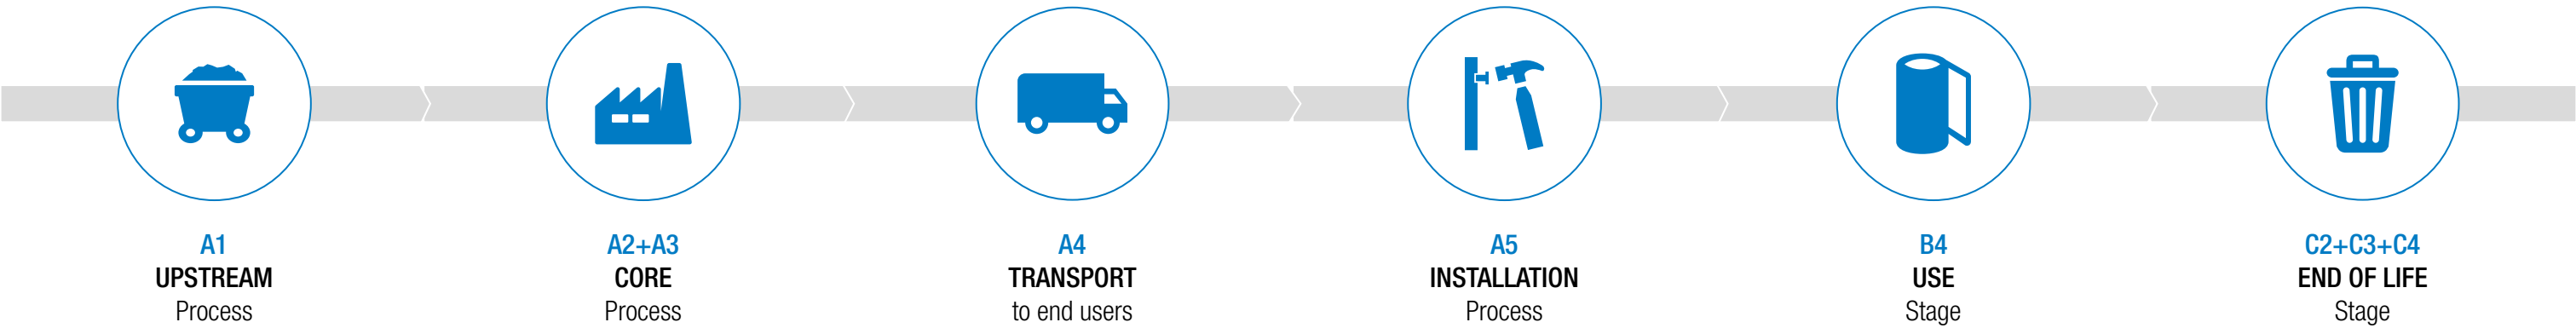 A1
UPSTREAM
Process
A2+A3
CORE
Process
A4
TRANSPORT
to end users
A5
INSTALLATION
Process
B4
USE
Stage
C2+C3+C4
END OF LIFE
Stage